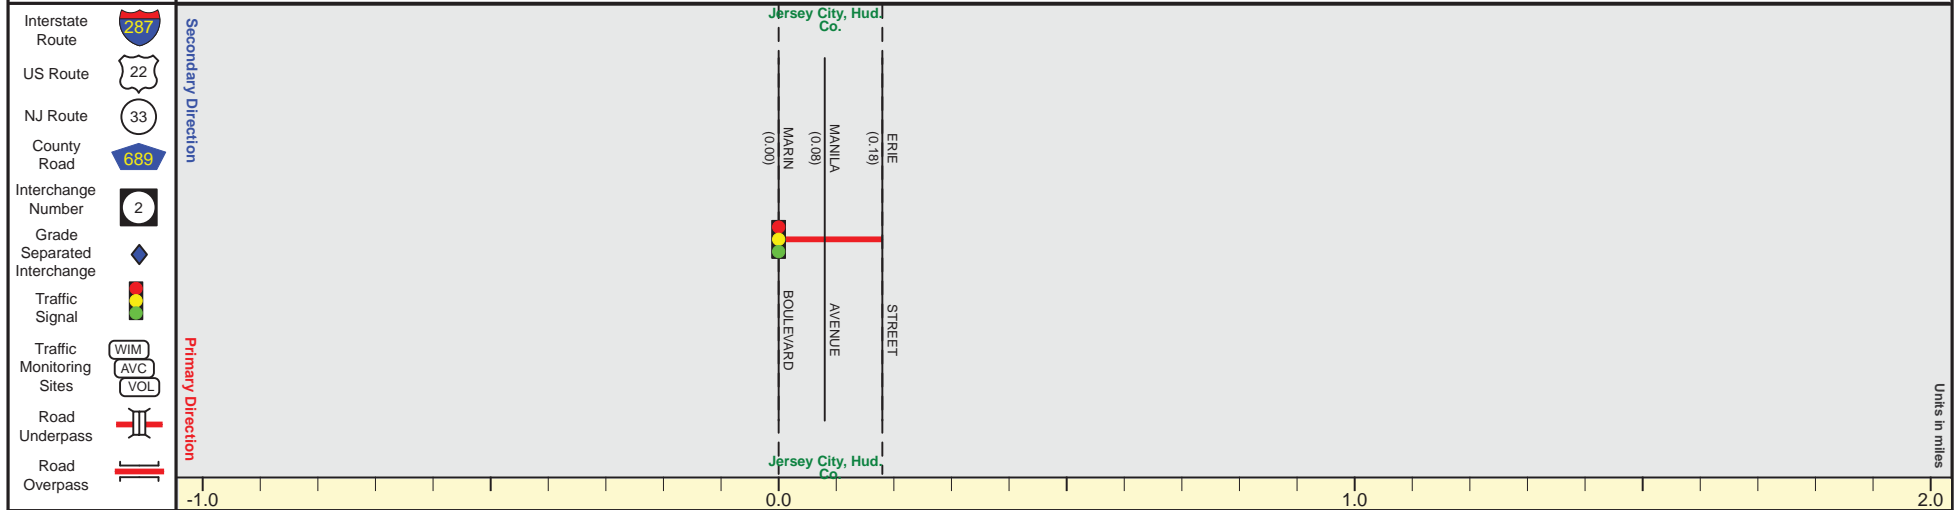 Interstate
Route
287
US Route
22
NJ Route
33
County
Road
689
Interchange
Number
2
Grade
Separated
Interchange
Traffic
Signal
Traffic
Monitoring
Sites
WIM
AVC
VOL
Road
Underpass
Road
Overpass
Secondary Direction
Primary Direction
Jersey City, Hud.
Co.
MARIN BOULEVARD
(0.00)
MANILA AVENUE
(0.08)
ERIE STREET
(0.18)
Jersey City, Hud.
Co.
Units in miles
-1.0
0.0
1.0
2.0